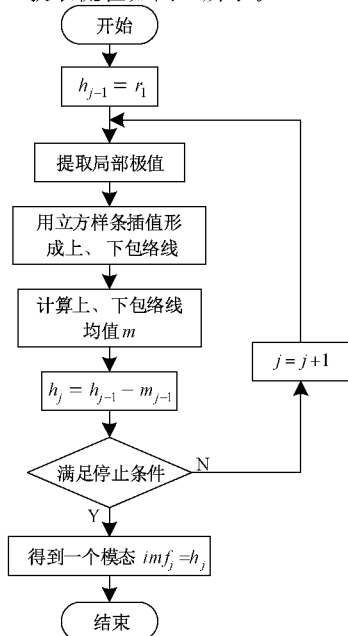 开始
h_{j-1} = r_1
提取局部极值
用立方样条插值形
成上、下包络线
计算上、下包络线
均值 m
h_j = h_{j-1} - m_{j-1}
j = j+1
满足停止条件
N
Y
得到一个模态 imf_j=h_j
结束